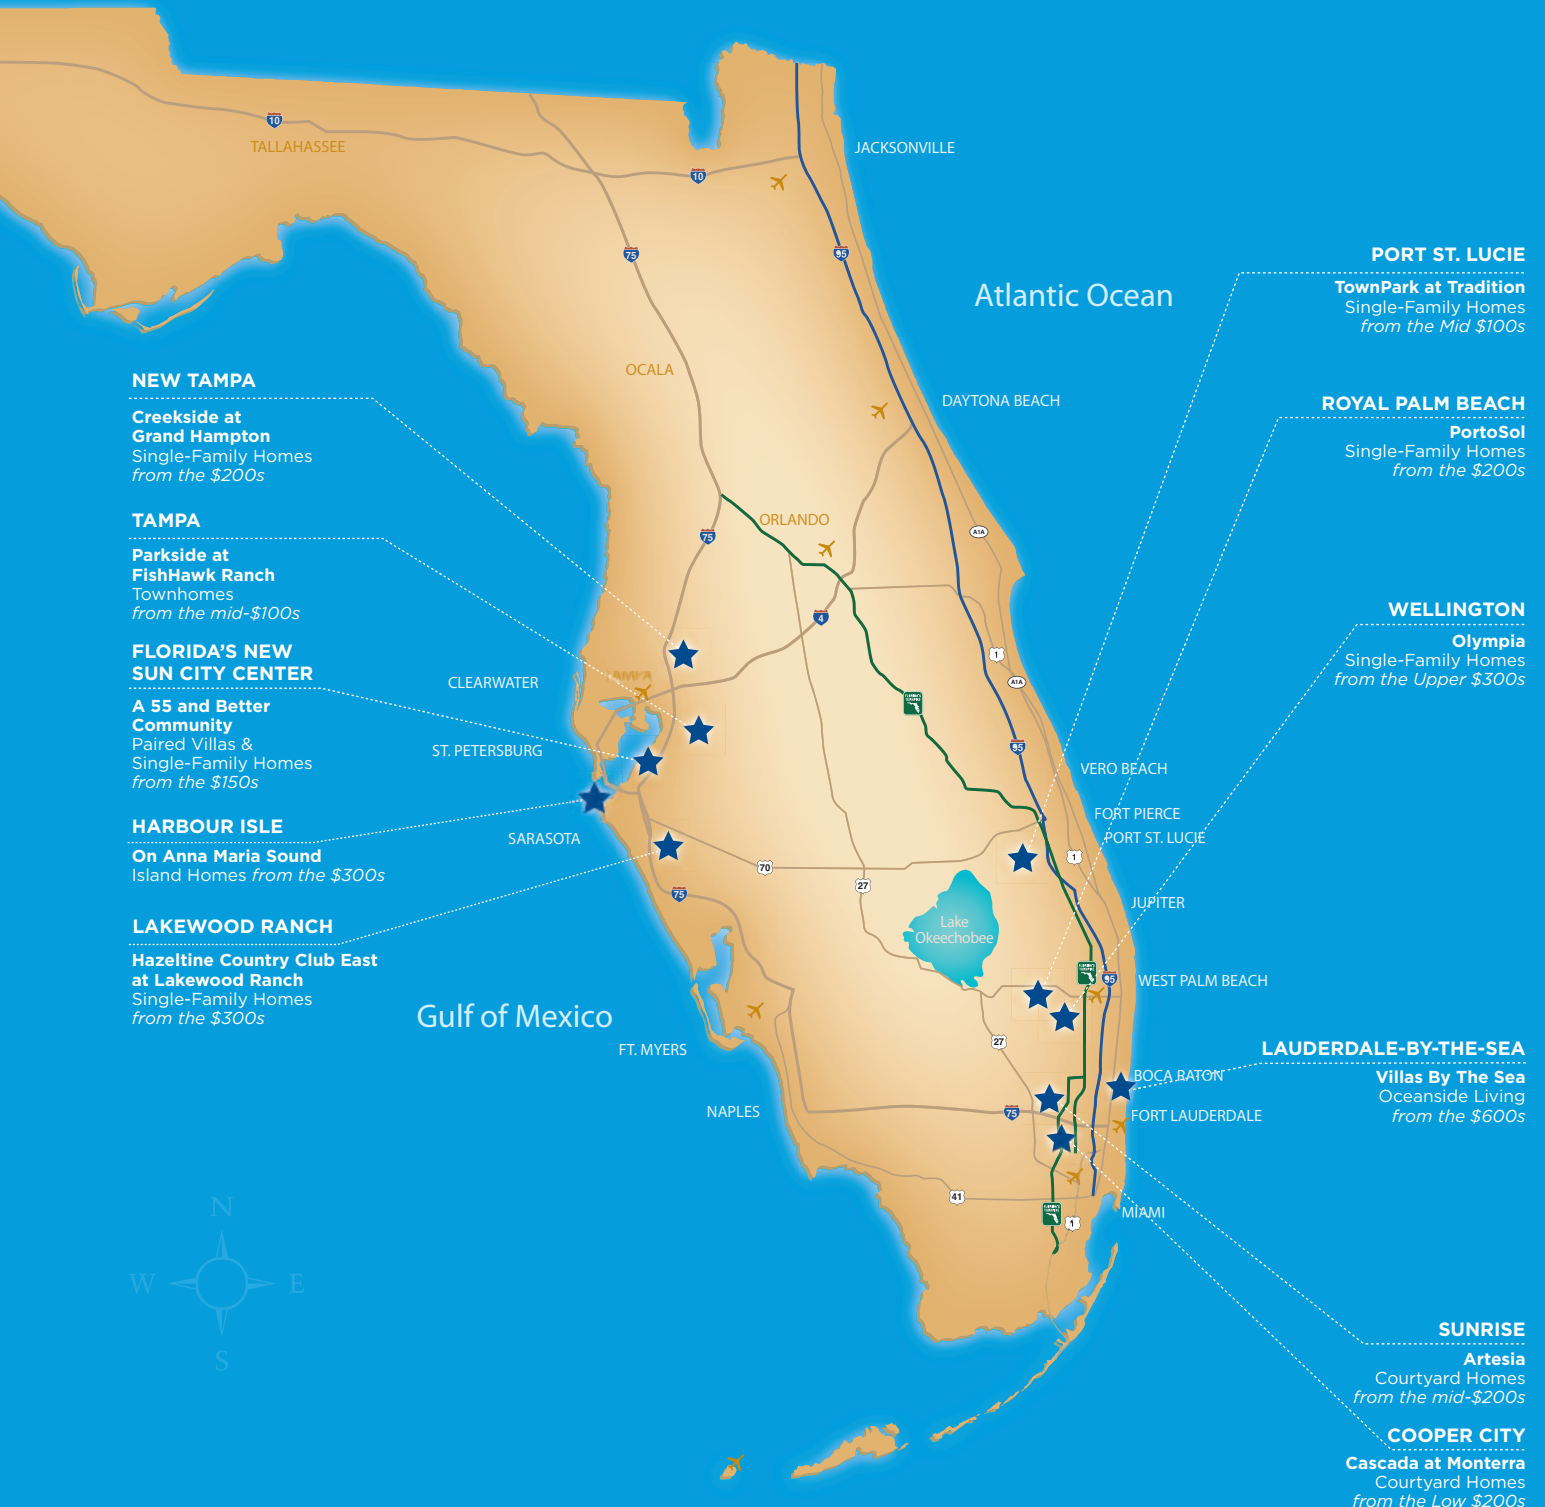 10
TALLAHASSEE
JACKSONVILLE
10
75
95
Atlantic Ocean
OCALA
DAYTONA BEACH
75
ORLANDO
A1A
4
1
A1A
TAMPA
CLEARWATER
ST. PETERSBURG
95
VERO BEACH
FORT PIERCE
PORT ST. LUCIE
SARASOTA
70
27
1
75
JUPITER
Lake
Okeechobee
95
WEST PALM BEACH
Gulf of Mexico
FT. MYERS
27
BOCA RATON
NAPLES
75
FORT LAUDERDALE
41
MIAMI
1
N
W
E
S
NEW TAMPA
Creekside at
Grand Hampton
Single-Family Homes
from the $200s
TAMPA
Parkside at
FishHawk Ranch
Townhomes
from the mid-$100s
FLORIDA’S NEW
SUN CITY CENTER
A 55 and Better
Community
Paired Villas &
Single-Family Homes
from the $150s
HARBOUR ISLE
On Anna Maria Sound
Island Homes from the $300s
LAKEWOOD RANCH
Hazeltine Country Club East
at Lakewood Ranch
Single-Family Homes
from the $300s
PORT ST. LUCIE
TownPark at Tradition
Single-Family Homes
from the Mid $100s
ROYAL PALM BEACH
PortoSol
Single-Family Homes
from the $200s
WELLINGTON
Olympia
Single-Family Homes
from the Upper $300s
LAUDERDALE-BY-THE-SEA
Villas By The Sea
Oceanside Living
from the $600s
SUNRISE
Artesia
Courtyard Homes
from the mid-$200s
COOPER CITY
Cascada at Monterra
Courtyard Homes
from the Low $200s